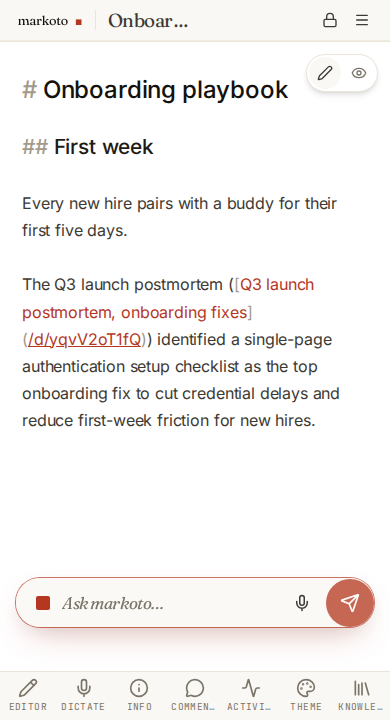 markoto
Onboar...
# Onboarding playbook
## First week
Every new hire pairs with a buddy for their
first five days.
The Q3 launch postmortem ([Q3 launch
postmortem, onboarding fixes]
(/d/yqvV2oT1fQ)) identified a single-page
authentication setup checklist as the top
onboarding fix to cut credential delays and
reduce first-week friction for new hires.
Ask markoto...
EDITOR DICTATE INFO COMMEN… ACTIVI… THEME KNOWLE…